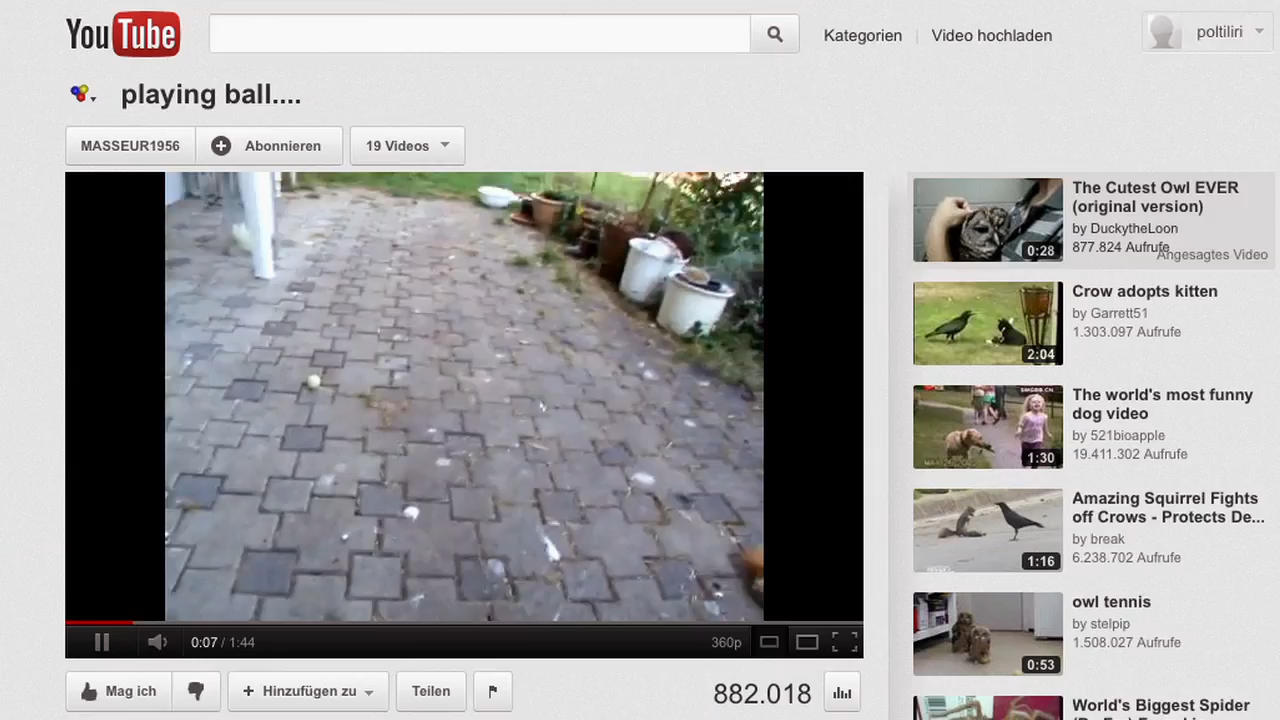 YouTube
Kategorien
Video hochladen
poltiliri
playing ball....
MASSEUR1956
Abonnieren
19 Videos
0:07 / 1:44
360p
Mag ich
Hinzufügen zu
Teilen
882.018
The Cutest Owl EVER
(original version)
by DuckytheLoon
877.824 Aufrufe
Angesagtes Video
0:28
Crow adopts kitten
by Garrett51
1.303.097 Aufrufe
2:04
The world's most funny
dog video
by 521bioapple
19.411.302 Aufrufe
1:30
Amazing Squirrel Fights
off Crows - Protects De...
by break
6.238.702 Aufrufe
1:16
owl tennis
by stelpip
1.508.027 Aufrufe
0:53
World's Biggest Spider